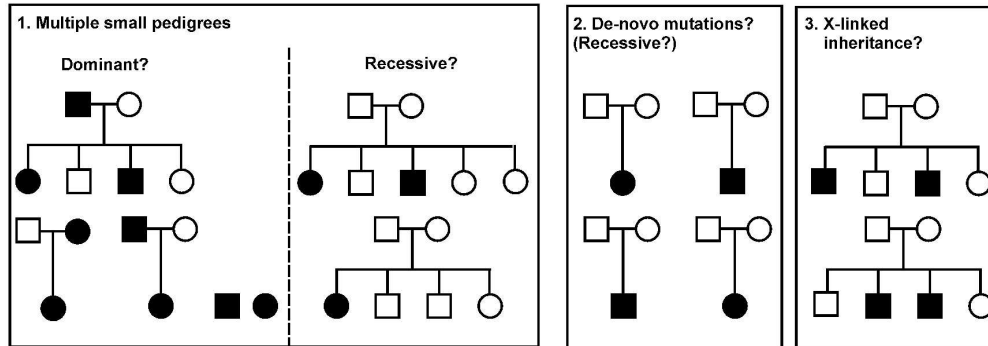 1. Multiple small pedigrees
Dominant?
Recessive?
2. De-novo mutations?
(Recessive?)
3. X-linked
inheritance?